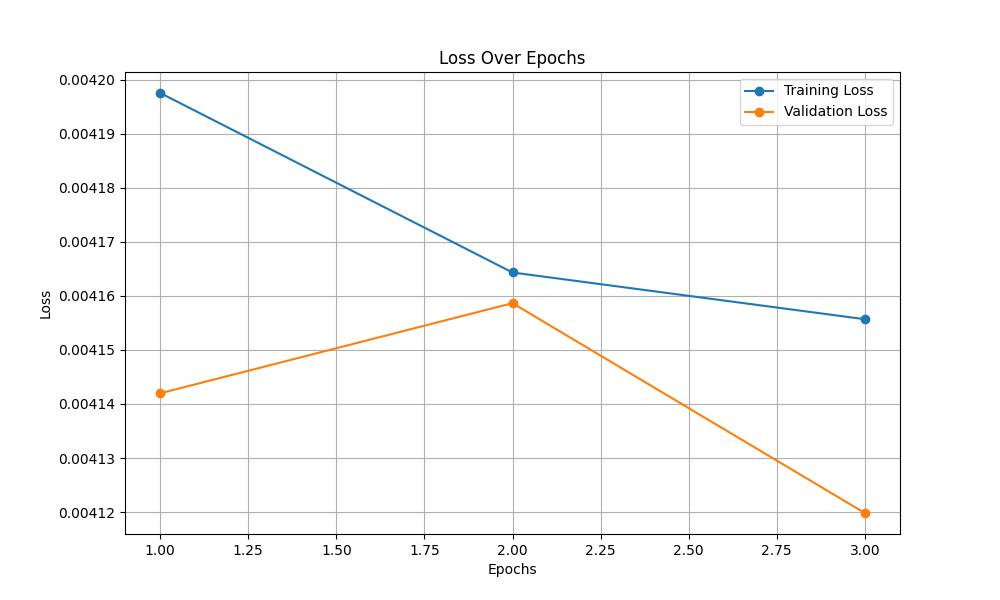 Loss Over Epochs
Training Loss
Validation Loss
Loss
0.00420
0.00419
0.00418
0.00417
0.00416
0.00415
0.00414
0.00413
0.00412
1.00 1.25 1.50 1.75 2.00 2.25 2.50 2.75 3.00
Epochs